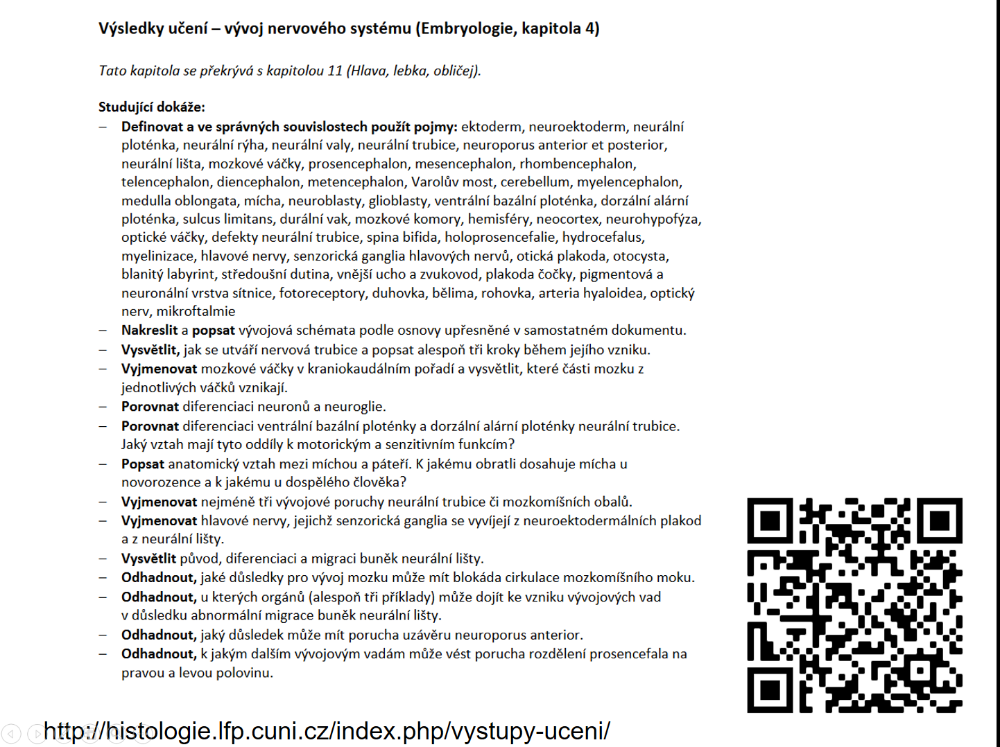 Výsledky učení – vývoj nervového systému (Embryologie, kapitola 4)
Tato kapitola se překrývá s kapitolou 11 (Hlava, lebka, obličej).
Studující dokáže:
– Definovat a ve správných souvislostech použít pojmy: ektoderm, neuroektoderm, neurální
ploténka, neurální rýha, neurální valy, neurální trubice, neuroporus anterior et posterior,
neurální lišta, mozkové váčky, prosencephalon, mesencephalon, rhombencephalon,
telencephalon, diencephalon, metencephalon, Varolův most, cerebellum, myelencephalon,
medulla oblongata, mícha, neuroblasty, glioblasty, ventrální bazální ploténka, dorzální alární
ploténka, sulcus limitans, durální vak, mozkové komory, hemisféry, neocortex, neurohypofýza,
optické váčky, defekty neurální trubice, spina bifida, holoprosencefalie, hydrocefalus,
myelinizace, hlavové nervy, senzorická ganglia hlavových nervů, otická plakoda, otocysta,
blanitý labyrint, středoušní dutina, vnější ucho a zvukovod, plakoda čočky, pigmentová a
neuronální vrstva sítnice, fotoreceptory, duhovka, bělima, rohovka, arteria hyaloidea, optický
nerv, mikroftalmie
– Nakreslit a popsat vývojová schémata podle osnovy upřesněné v samostatném dokumentu.
– Vysvětlit, jak se utváří nervová trubice a popsat alespoň tři kroky během jejího vzniku.
– Vyjmenovat mozkové váčky v kraniokaudálním pořadí a vysvětlit, které části mozku z
jednotlivých váčků vznikají.
– Porovnat diferenciaci neuronů a neuroglie.
– Porovnat diferenciaci ventrální bazální ploténky a dorzální alární ploténky neurální trubice.
Jaký vztah mají tyto oddíly k motorickým a senzitivním funkcím?
– Popsat anatomický vztah mezi míchou a páteří. K jakému obratli dosahuje mícha u
novorozence a k jakému u dospělého člověka?
– Vyjmenovat nejméně tři vývojové poruchy neurální trubice či mozkomíšních obalů.
– Vyjmenovat hlavové nervy, jejichž senzorická ganglia se vyvíjejí z neuroektodermálních plakod
a z neurální lišty.
– Vysvětlit původ, diferenciaci a migraci buněk neurální lišty.
– Odhadnout, jaké důsledky pro vývoj mozku může mít blokáda cirkulace mozkomíšního moku.
– Odhadnout, u kterých orgánů (alespoň tři příklady) může dojít ke vzniku vývojových vad
v důsledku abnormální migrace buněk neurální lišty.
– Odhadnout, jaký důsledek může mít porucha uzávěru neuroporus anterior.
– Odhadnout, k jakým dalším vývojovým vadám může vést porucha rozdělení prosencefala na
pravou a levou polovinu.
http://histologie.lfp.cuni.cz/index.php/vystupy-uceni/